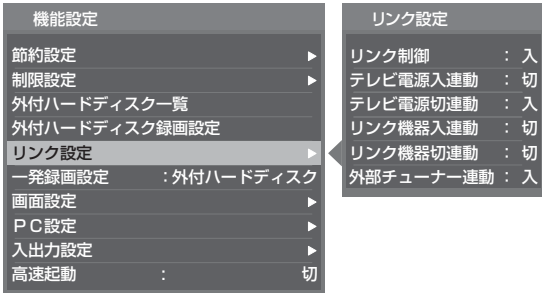 機能設定
節約設定 ▶
制限設定 ▶
外付ハードディスク一覧
外付ハードディスク録画設定
リンク設定 ▶
一発録画設定 :外付ハードディスク
画面設定 ▶
PC設定 ▶
入出力設定 ▶
高速起動 : 切
リンク設定
リンク制御 : 入
テレビ電源入連動 : 切
テレビ電源切連動 : 入
リンク機器入連動 : 切
リンク機器切連動 : 切
外部チューナー連動 : 入